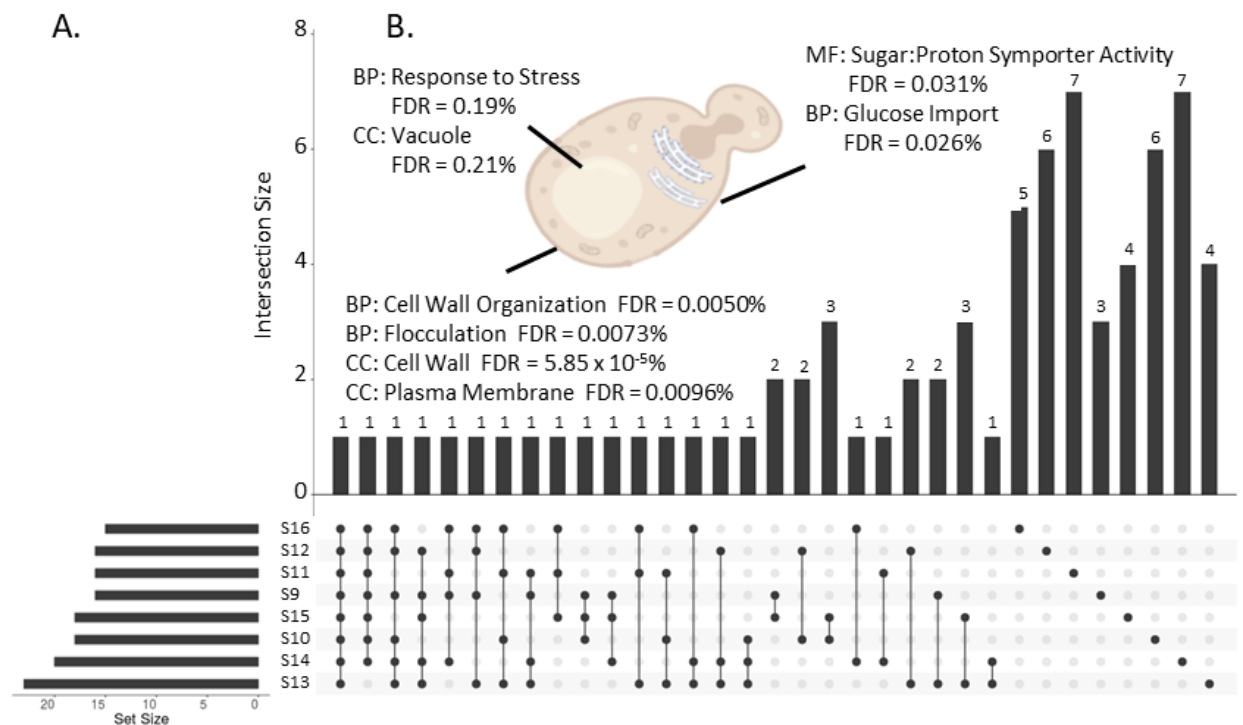 A.
B.
8
6
4
2
0
Intersection Size
BP: Response to Stress
FDR = 0.19%
CC: Vacuole
FDR = 0.21%
MF: Sugar:Proton Symporter Activity
FDR = 0.031%
BP: Glucose Import
FDR = 0.026%
BP: Cell Wall Organization FDR = 0.0050%
BP: Flocculation FDR = 0.0073%
CC: Cell Wall FDR = 5.85 x 10⁻⁵%
CC: Plasma Membrane FDR = 0.0096%
1 1 1 1 1 1 1 1 1 1 1 1 1 1 1 1 2 2 3 1 1 2 2 3 1 5 6 7 3 4 6 7 4
S16
S12
S11
S9
S15
S10
S14
S13
20 15 10 5 0
Set Size